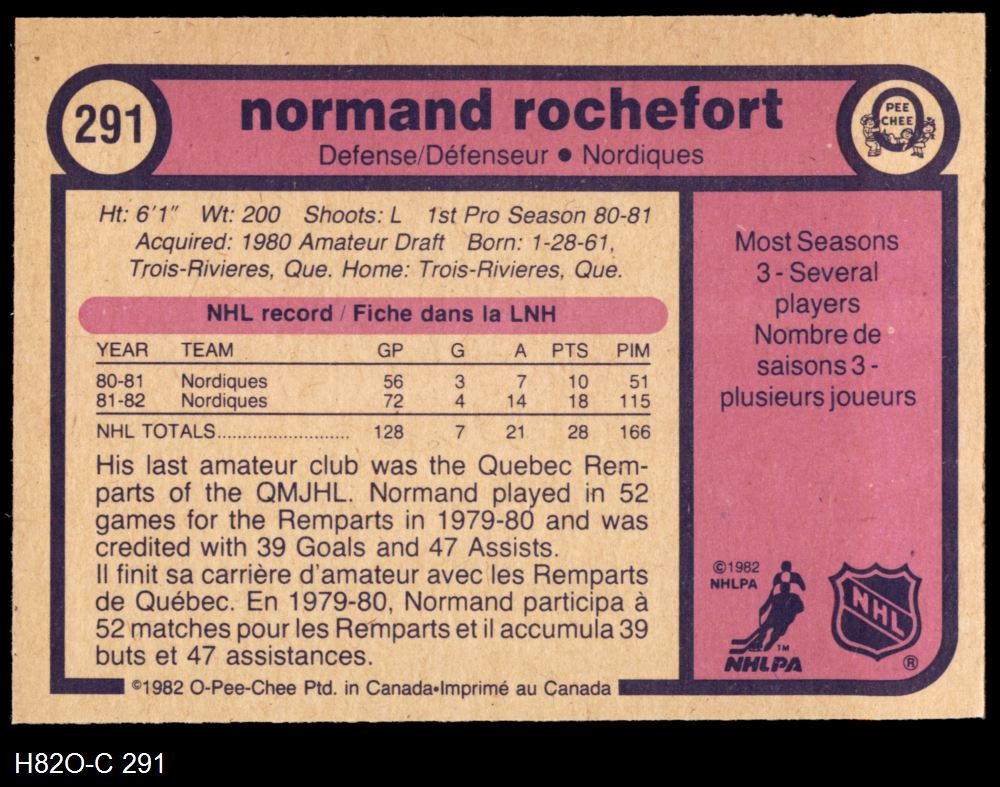 291
normand rochefort
Defense/Défenseur • Nordiques
PEE
CHEE
Ht: 6'1" Wt: 200 Shoots: L 1st Pro Season 80-81
Acquired: 1980 Amateur Draft Born: 1-28-61,
Trois-Rivieres, Que. Home: Trois-Rivieres, Que.
NHL record / Fiche dans la LNH
YEAR TEAM GP G A PTS PIM
80-81 Nordiques 56 3 7 10 51
81-82 Nordiques 72 4 14 18 115
NHL TOTALS.......................... 128 7 21 28 166
His last amateur club was the Quebec Rem-
parts of the QMJHL. Normand played in 52
games for the Remparts in 1979-80 and was
credited with 39 Goals and 47 Assists.
Il finit sa carrière d'amateur avec les Remparts
de Québec. En 1979-80, Normand participa à
52 matches pour les Remparts et il accumula 39
buts et 47 assistances.
©1982 O-Pee-Chee Ptd. in Canada•Imprimé au Canada
Most Seasons
3 - Several
players
Nombre de
saisons 3 -
plusieurs joueurs
©1982
NHLPA
TM
NHLPA
NHL
®
H82O-C 291